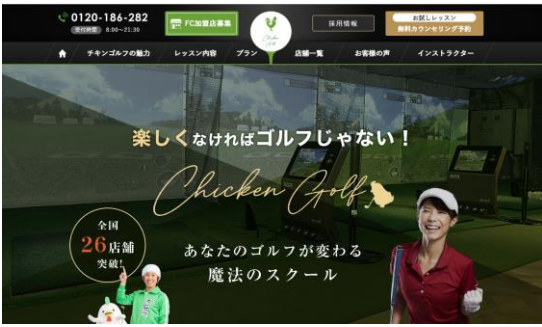 0120-186-282
受付時間 8:00〜21:30
FC加盟店募集
Chicken Golf
採用情報
お試しレッスン
無料カウンセリング予約
チキンゴルフの魅力 レッスン内容 プラン 店舗一覧 お客様の声 インストラクター
楽しくなければゴルフじゃない！
Chicken Golf
全国
26店舗
突破!
あなたのゴルフが変わる
魔法のスクール